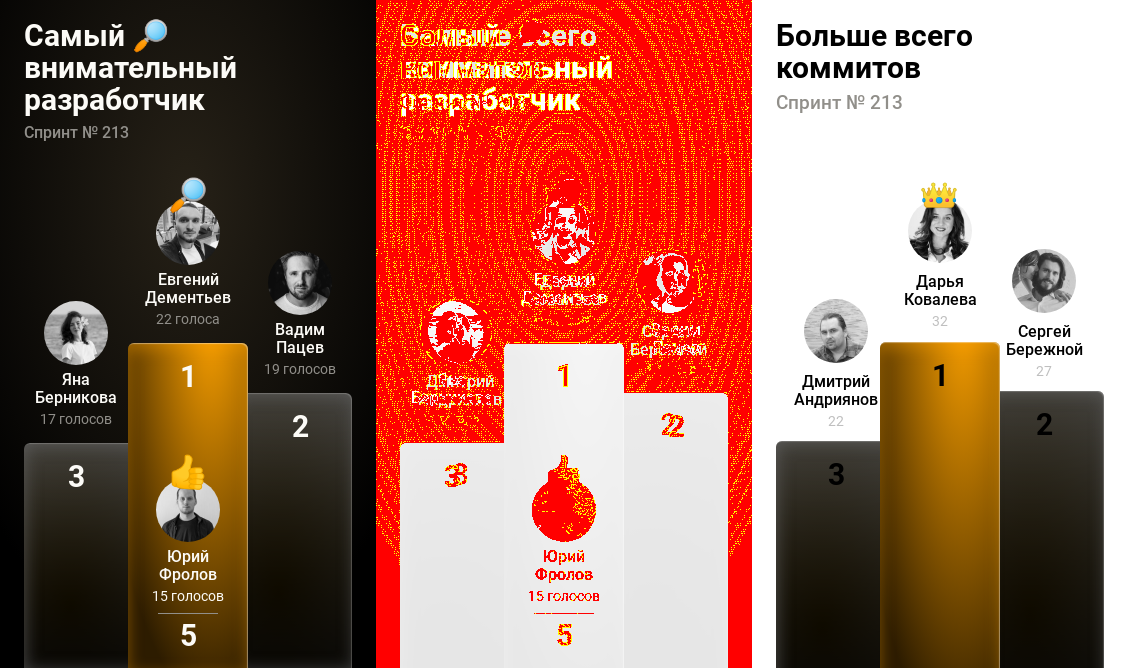 Самый 🔎
внимательный
разработчик
Спринт № 213
Евгений
Дементьев
22 голоса
Вадим
Пацев
19 голосов
Яна
Берникова
17 голосов
1
2
3
Юрий
Фролов
15 голосов
5
всего
разработчик
1
2
3
Юрий
Фролов
15 голосов
5
Больше всего
коммитов
Спринт № 213
Дарья
Ковалева
32
Сергей
Бережной
27
Дмитрий
Андриянов
22
1
2
3